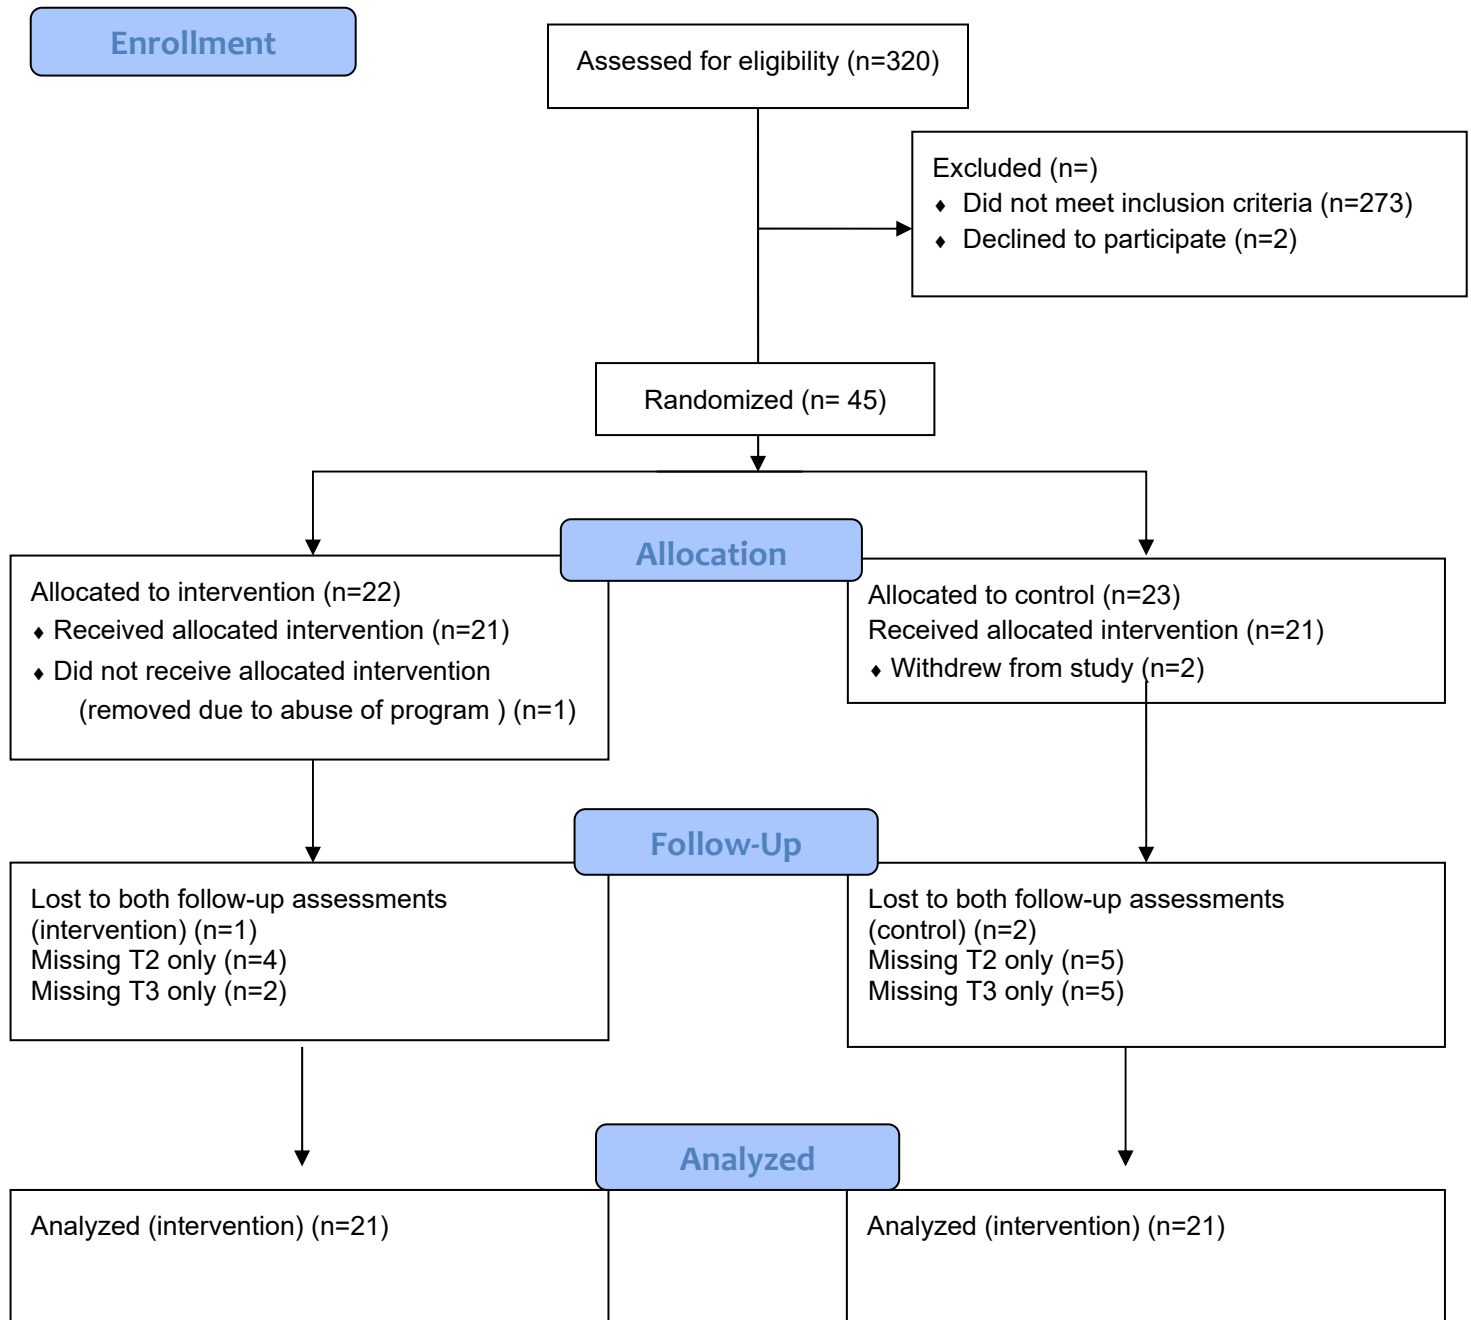 Enrollment
Assessed for eligibility (n=320)
Excluded (n=)
♦ Did not meet inclusion criteria (n=273)
♦ Declined to participate (n=2)
Randomized (n= 45)
Allocation
Allocated to intervention (n=22)
♦ Received allocated intervention (n=21)
♦ Did not receive allocated intervention
(removed due to abuse of program ) (n=1)
Allocated to control (n=23)
Received allocated intervention (n=21)
♦ Withdrew from study (n=2)
Follow-Up
Lost to both follow-up assessments
(intervention) (n=1)
Missing T2 only (n=4)
Missing T3 only (n=2)
Lost to both follow-up assessments
(control) (n=2)
Missing T2 only (n=5)
Missing T3 only (n=5)
Analyzed
Analyzed (intervention) (n=21)
Analyzed (intervention) (n=21)